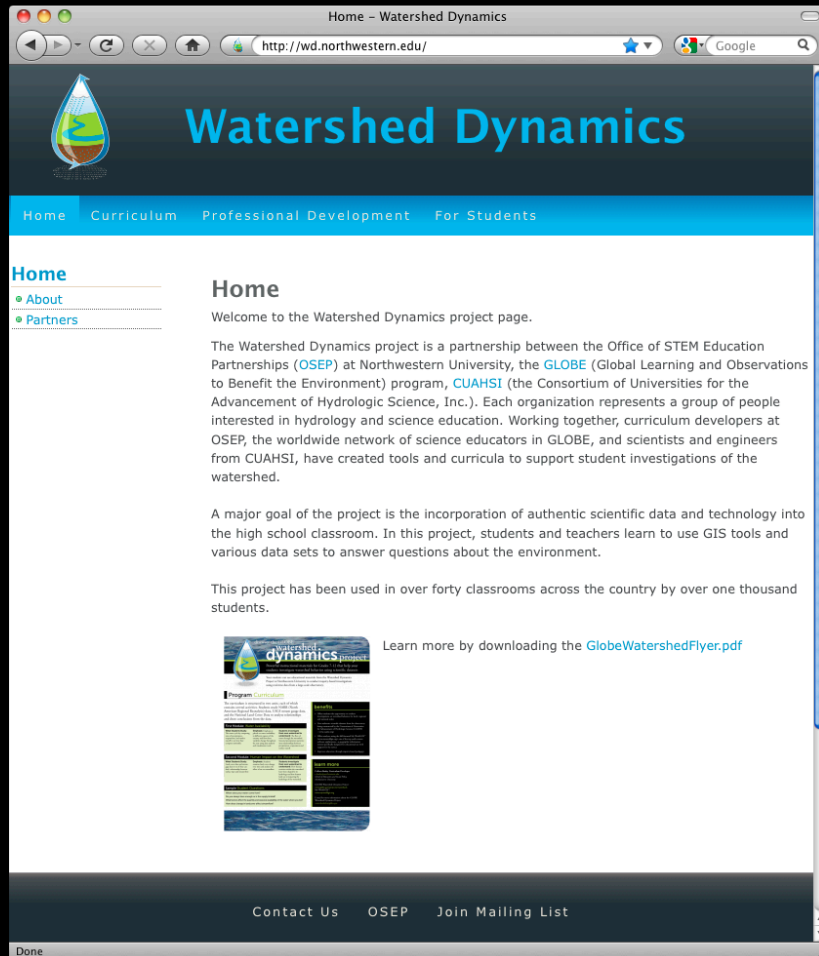 Home – Watershed Dynamics
http://wd.northwestern.edu/
Google
Watershed Dynamics
Home Curriculum Professional Development For Students
Home
About
Partners
Home
Welcome to the Watershed Dynamics project page.
The Watershed Dynamics project is a partnership between the Office of STEM Education
Partnerships (OSEP) at Northwestern University, the GLOBE (Global Learning and Observations
to Benefit the Environment) program, CUAHSI (the Consortium of Universities for the
Advancement of Hydrologic Science, Inc.). Each organization represents a group of people
interested in hydrology and science education. Working together, curriculum developers at
OSEP, the worldwide network of science educators in GLOBE, and scientists and engineers
from CUAHSI, have created tools and curricula to support student investigations of the
watershed.
A major goal of the project is the incorporation of authentic scientific data and technology into
the high school classroom. In this project, students and teachers learn to use GIS tools and
various data sets to answer questions about the environment.
This project has been used in over forty classrooms across the country by over one thousand
students.
watershed
dynamics project
Program Curriculum
benefits
learn more
Learn more by downloading the GlobeWatershedFlyer.pdf
Contact Us OSEP Join Mailing List
Done